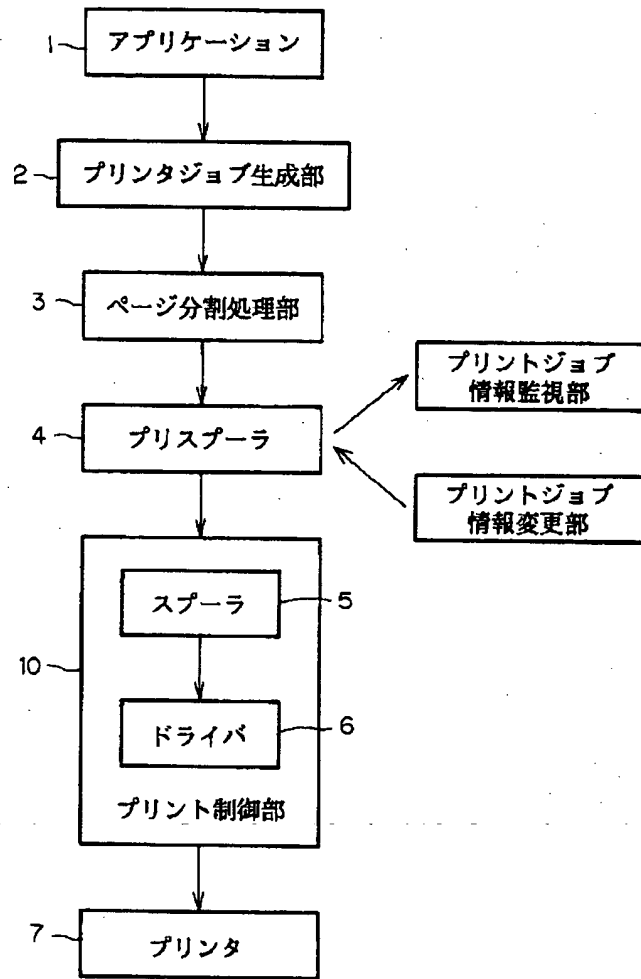 1 アプリケーション
2 プリンタジョブ生成部
3 ページ分割処理部
4 プリスプーラ
プリントジョブ
情報監視部
プリントジョブ
情報変更部
スプーラ 5
10
ドライバ 6
プリント制御部
7 プリンタ